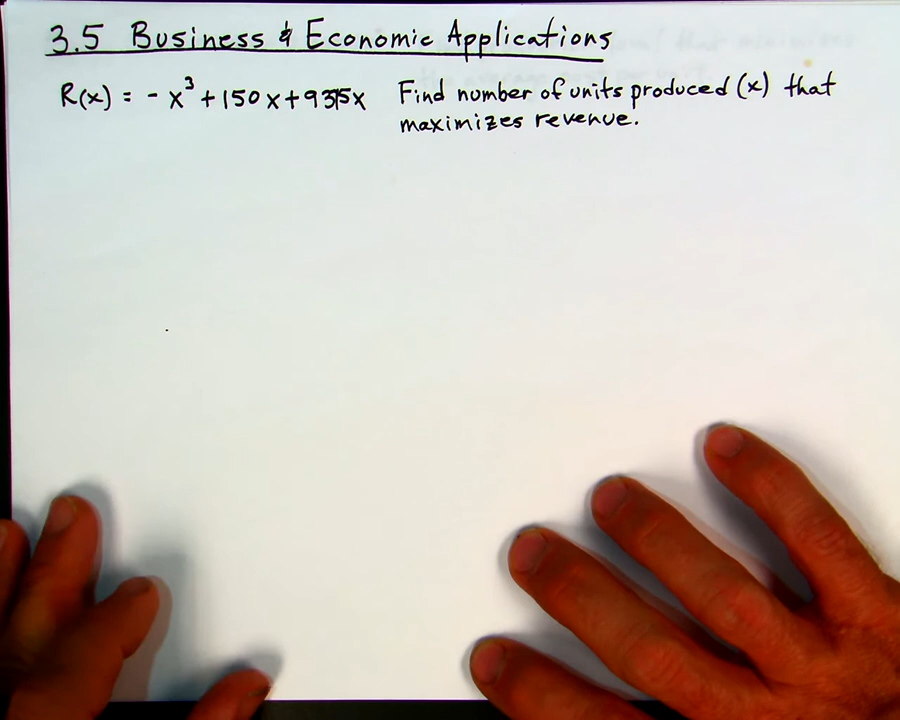 3.5 Business & Economic Applications
R(x) = - x³ + 150x + 9375x Find number of units produced (x) that
maximizes revenue.